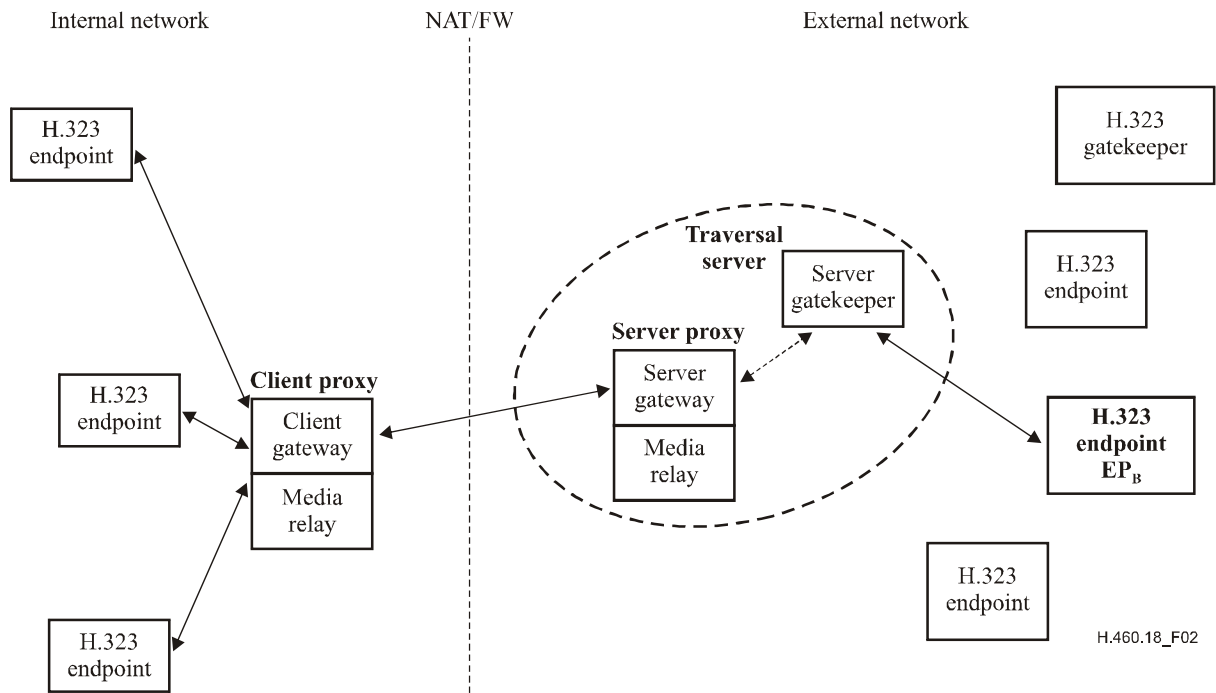 Internal network
NAT/FW
External network
H.323
endpoint
H.323
gatekeeper
Traversal
server
H.323
endpoint
Server
gatekeeper
Server proxy
Server
gateway
Media
relay
Client proxy
H.323
endpoint
Client
gateway
Media
relay
H.323
endpoint
EPB
H.323
endpoint
H.323
endpoint
H.460.18_F02